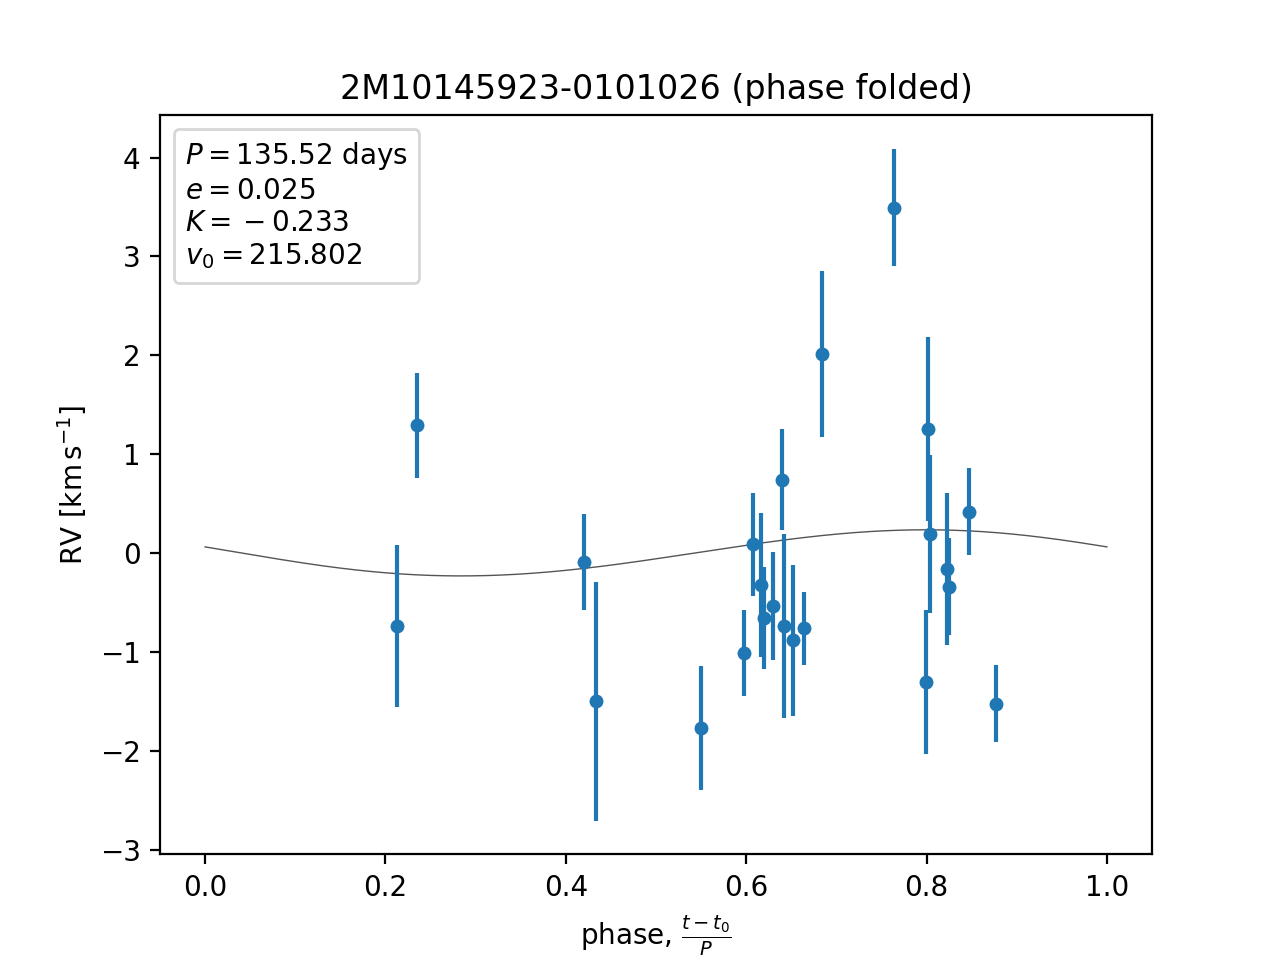 2M10145923-0101026 (phase folded)
P = 135.52 days
e = 0.025
K = −0.233
v₀ = 215.802
4
3
2
1
0
−1
−2
−3
RV [km s⁻¹]
0.0 0.2 0.4 0.6 0.8 1.0
phase, (t − t₀)/P